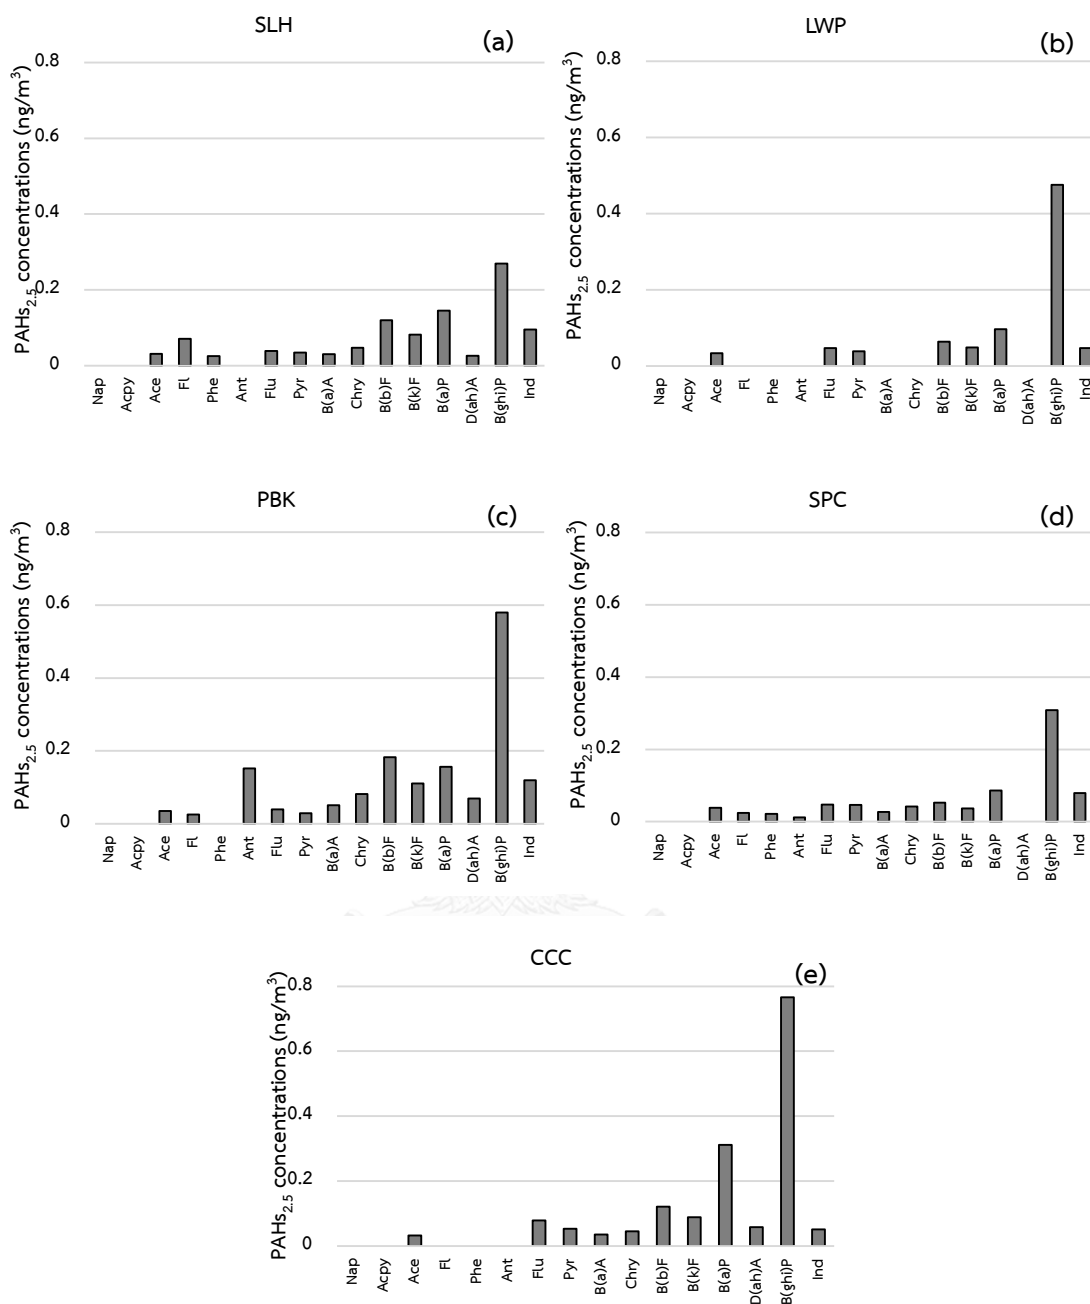 SLH
(a)
PAHs2.5 concentrations (ng/m3)
0.8
0.6
0.4
0.2
0
Nap Acpy Ace Fl Phe Ant Flu Pyr B(a)A Chry B(b)F B(k)F B(a)P D(ah)A B(ghi)P Ind
LWP
(b)
PAHs2.5 concentrations (ng/m3)
0.8
0.6
0.4
0.2
0
Nap Acpy Ace Fl Phe Ant Flu Pyr B(a)A Chry B(b)F B(k)F B(a)P D(ah)A B(ghi)P Ind
PBK
(c)
PAHs2.5 concentrations (ng/m3)
0.8
0.6
0.4
0.2
0
Nap Acpy Ace Fl Phe Ant Flu Pyr B(a)A Chry B(b)F B(k)F B(a)P D(ah)A B(ghi)P Ind
SPC
(d)
PAHs2.5 concentrations (ng/m3)
0.8
0.6
0.4
0.2
0
Nap Acpy Ace Fl Phe Ant Flu Pyr B(a)A Chry B(b)F B(k)F B(a)P D(ah)A B(ghi)P Ind
CCC
(e)
PAHs2.5 concentrations (ng/m3)
0.8
0.6
0.4
0.2
0
Nap Acpy Ace Fl Phe Ant Flu Pyr B(a)A Chry B(b)F B(k)F B(a)P D(ah)A B(ghi)P Ind